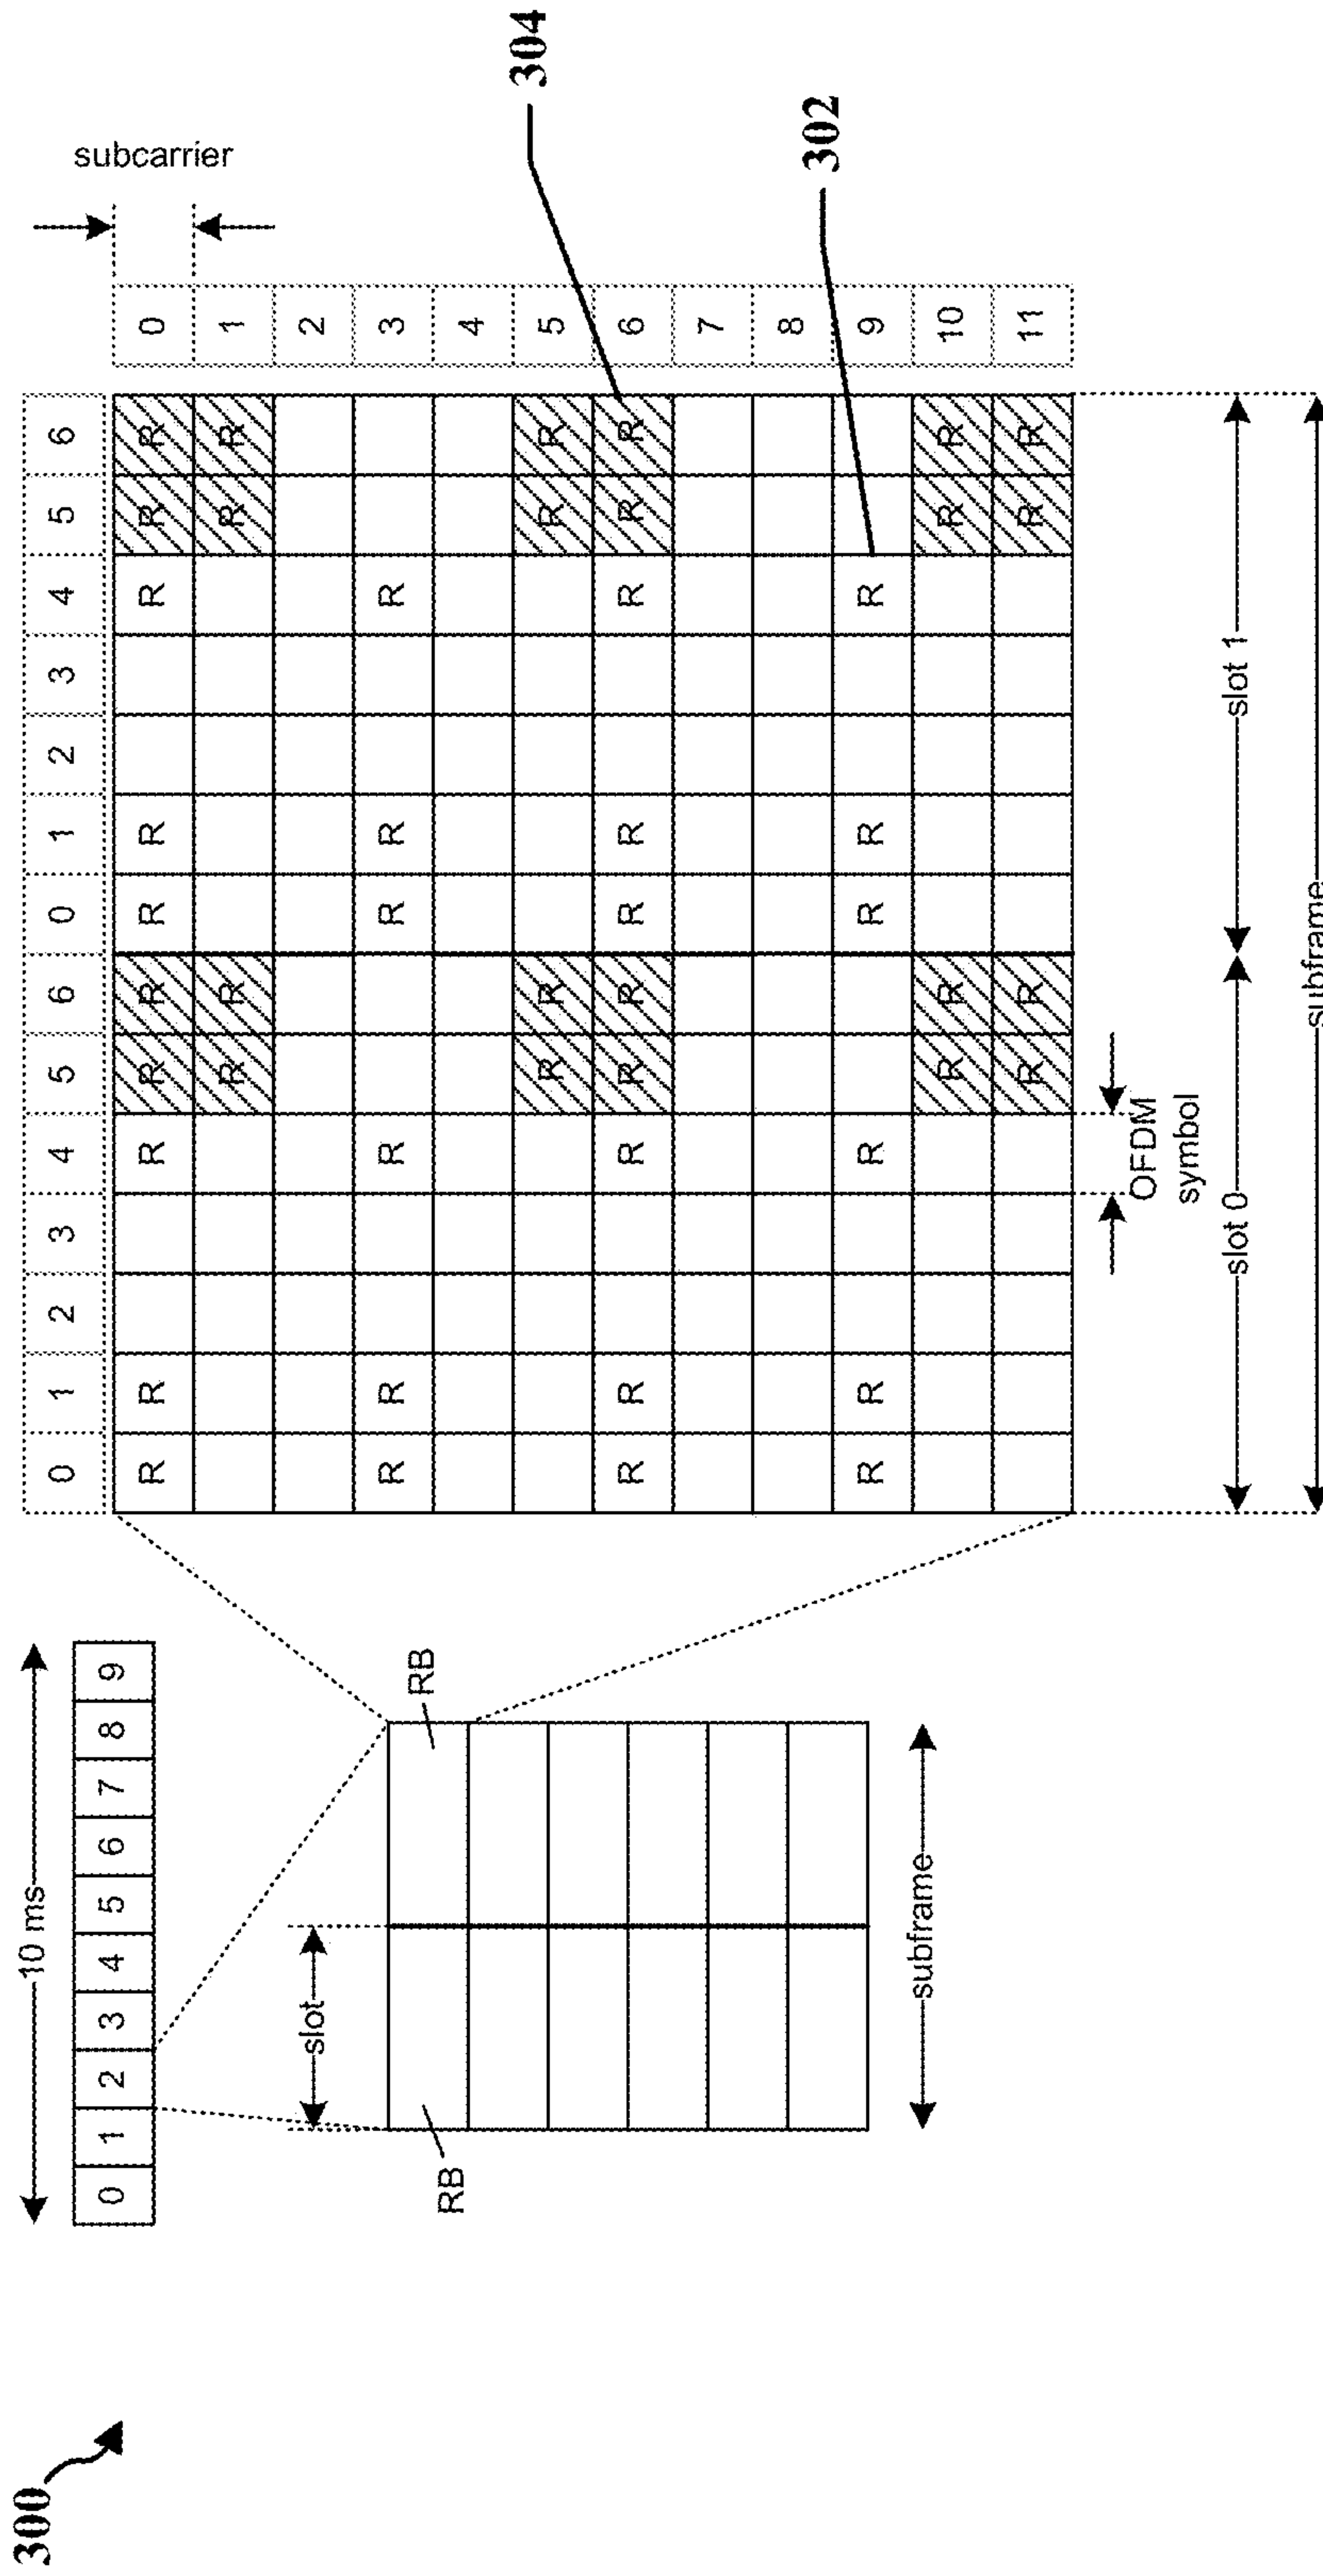 300
10 ms
0 1 2 3 4 5 6 7 8 9
slot
RB
RB
subframe
0 1 2 3 4 5 6 0 1 2 3 4 5 6
subcarrier
R R R R R R R R R R 0
R R R R 1
2
R R R R R R 3
4
R R R R 5
R R R R R R R R R R 6
7
8
R R R R R R 9
R R R R 10
R R R R 11
304
302
OFDM
symbol
slot 0
slot 1
subframe